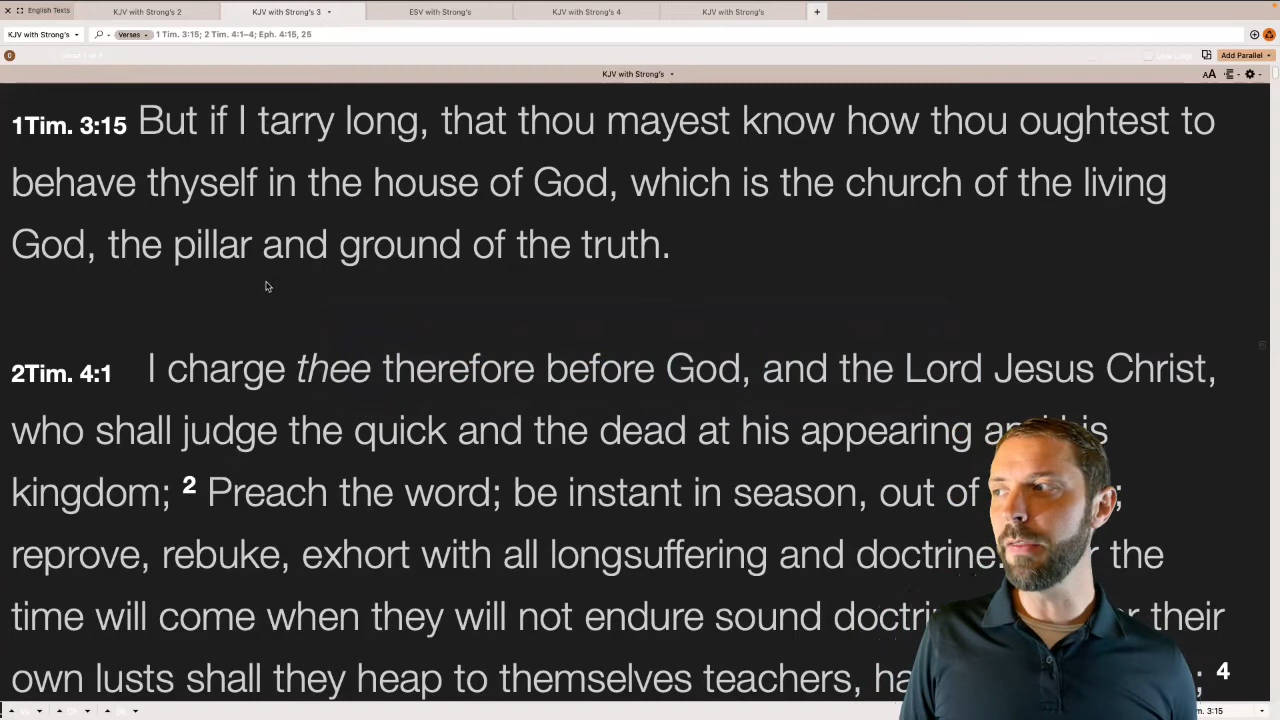 English Texts
KJV with Strong's 2
KJV with Strong's 3
ESV with Strong's
KJV with Strong's 4
KJV with Strong's
+
KJV with Strong's
Verses
1 Tim. 3:15; 2 Tim. 4:1–4; Eph. 4:15, 25
0
Add Parallel
KJV with Strong's
AA
1Tim. 3:15 But if I tarry long, that thou mayest know how thou oughtest to
behave thyself in the house of God, which is the church of the living
God, the pillar and ground of the truth.
2Tim. 4:1 I charge thee therefore before God, and the Lord Jesus Christ,
who shall judge the quick and the dead at his appearing
kingdom; 2 Preach the word; be instant in season, out of ;
reprove, rebuke, exhort with all longsuffering and doctrine. the
time will come when they will not endure sound their
own lusts shall they heap to themselves teachers, ; 4
3:15